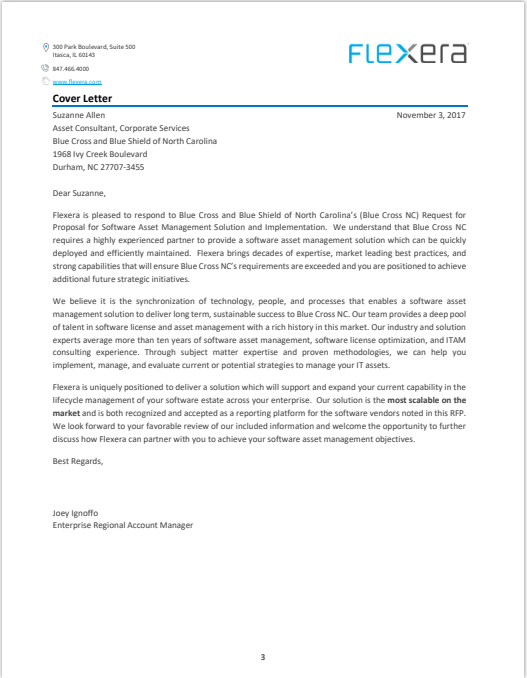 300 Park Boulevard, Suite 500
Itasca, IL 60143
847.466.4000
www.flexera.com
FLEXERA
Cover Letter
Suzanne Allen November 3, 2017
Asset Consultant, Corporate Services
Blue Cross and Blue Shield of North Carolina
1968 Ivy Creek Boulevard
Durham, NC 27707-3455
Dear Suzanne,
Flexera is pleased to respond to Blue Cross and Blue Shield of North Carolina's (Blue Cross NC) Request for
Proposal for Software Asset Management Solution and Implementation. We understand that Blue Cross NC
requires a highly experienced partner to provide a software asset management solution which can be quickly
deployed and efficiently maintained. Flexera brings decades of expertise, market leading best practices, and
strong capabilities that will ensure Blue Cross NC's requirements are exceeded and you are positioned to achieve
additional future strategic initiatives.
We believe it is the synchronization of technology, people, and processes that enables a software asset
management solution to deliver long term, sustainable success to Blue Cross NC. Our team provides a deep pool
of talent in software license and asset management with a rich history in this market. Our industry and solution
experts average more than ten years of software asset management, software license optimization, and ITAM
consulting experience. Through subject matter expertise and proven methodologies, we can help you
implement, manage, and evaluate current or potential strategies to manage your IT assets.
Flexera is uniquely positioned to deliver a solution which will support and expand your current capability in the
lifecycle management of your software estate across your enterprise. Our solution is the most scalable on the
market and is both recognized and accepted as a reporting platform for the software vendors noted in this RFP.
We look forward to your favorable review of our included information and welcome the opportunity to further
discuss how Flexera can partner with you to achieve your software asset management objectives.
Best Regards,
Joey Ignoffo
Enterprise Regional Account Manager
3